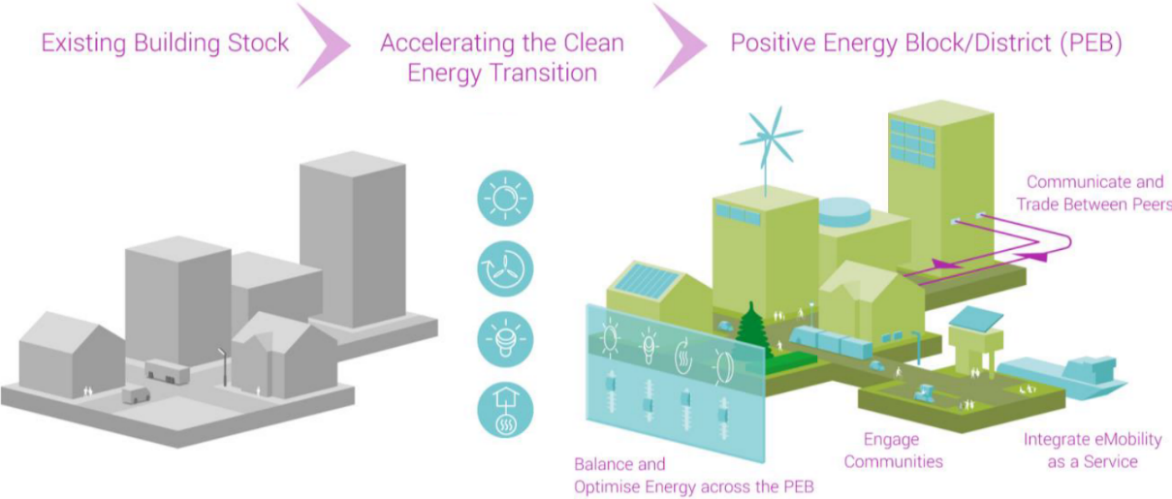 Existing Building Stock
Accelerating the Clean
Energy Transition
Positive Energy Block/District (PEB)
Communicate and
Trade Between Peers
Engage
Communities
Integrate eMobility
as a Service
Balance and
Optimise Energy across the PEB